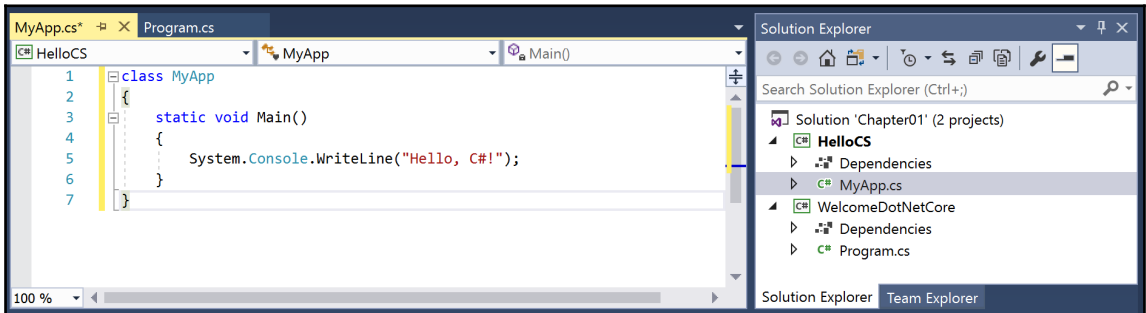 MyApp.cs* Program.cs
HelloCS MyApp Main()
1 class MyApp
2 {
3 static void Main()
4 {
5 System.Console.WriteLine("Hello, C#!");
6 }
7 }
100 %
Solution Explorer
Search Solution Explorer (Ctrl+;)
Solution 'Chapter01' (2 projects)
C# HelloCS
Dependencies
C# MyApp.cs
C# WelcomeDotNetCore
Dependencies
C# Program.cs
Solution Explorer Team Explorer